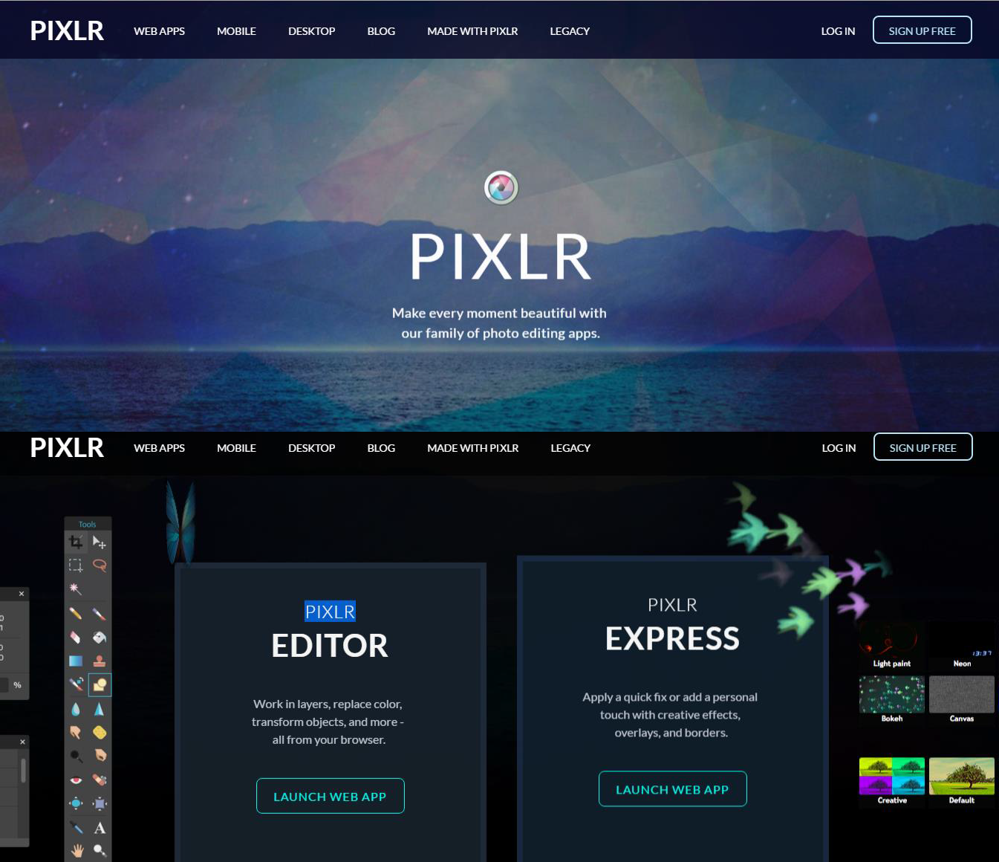 PIXLR WEB APPS MOBILE DESKTOP BLOG MADE WITH PIXLR LEGACY LOG IN SIGN UP FREE
PIXLR
Make every moment beautiful with
our family of photo editing apps.
PIXLR WEB APPS MOBILE DESKTOP BLOG MADE WITH PIXLR LEGACY LOG IN SIGN UP FREE
Tools
%
PIXLR
EDITOR
Work in layers, replace color,
transform objects, and more -
all from your browser.
LAUNCH WEB APP
PIXLR
EXPRESS
Apply a quick fix or add a personal
touch with creative effects,
overlays, and borders.
LAUNCH WEB APP
13:37
Light paint Neon
Bokeh Canvas
Creative Default